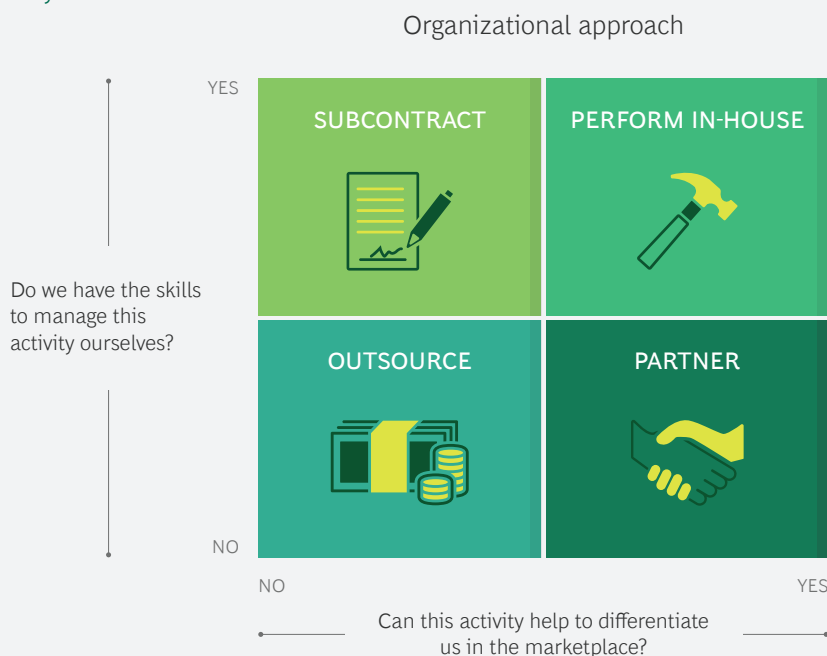 Organizational approach
YES
SUBCONTRACT
PERFORM IN-HOUSE
Do we have the skills
to manage this
activity ourselves?
OUTSOURCE
PARTNER
NO
NO
YES
Can this activity help to differentiate
us in the marketplace?